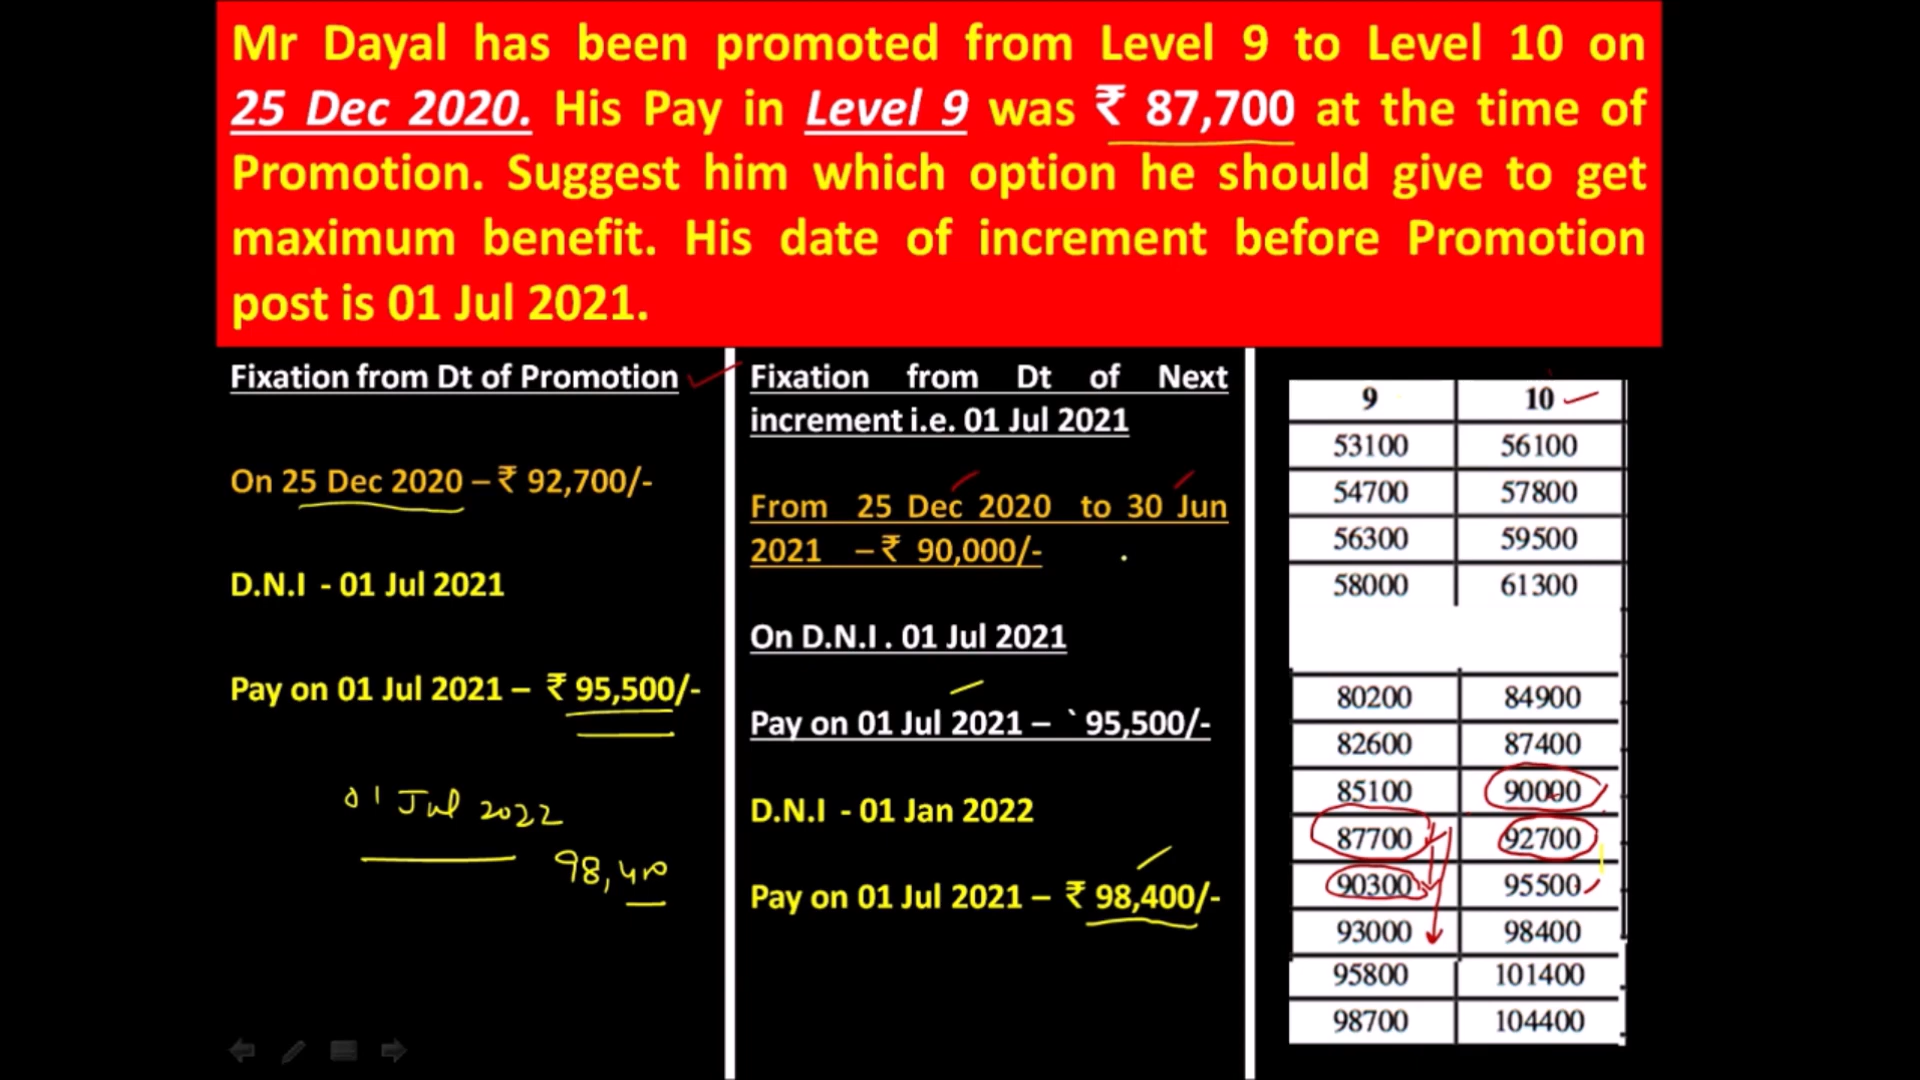 Mr Dayal has been promoted from Level 9 to Level 10 on
25 Dec 2020. His Pay in Level 9 was ₹ 87,700 at the time of
Promotion. Suggest him which option he should give to get
maximum benefit. His date of increment before Promotion
post is 01 Jul 2021.
Fixation from Dt of Promotion
On 25 Dec 2020 – ₹ 92,700/-
D.N.I - 01 Jul 2021
Pay on 01 Jul 2021 – ₹ 95,500/-
01 Jul 2022
98,400
Fixation from Dt of Next
increment i.e. 01 Jul 2021
From 25 Dec 2020 to 30 Jun
2021 – ₹ 90,000/-
On D.N.I . 01 Jul 2021
Pay on 01 Jul 2021 – ` 95,500/-
D.N.I - 01 Jan 2022
Pay on 01 Jul 2021 – ₹ 98,400/-
9 10
53100 56100
54700 57800
56300 59500
58000 61300
80200 84900
82600 87400
85100 90000
87700 92700
90300 95500
93000 98400
95800 101400
98700 104400